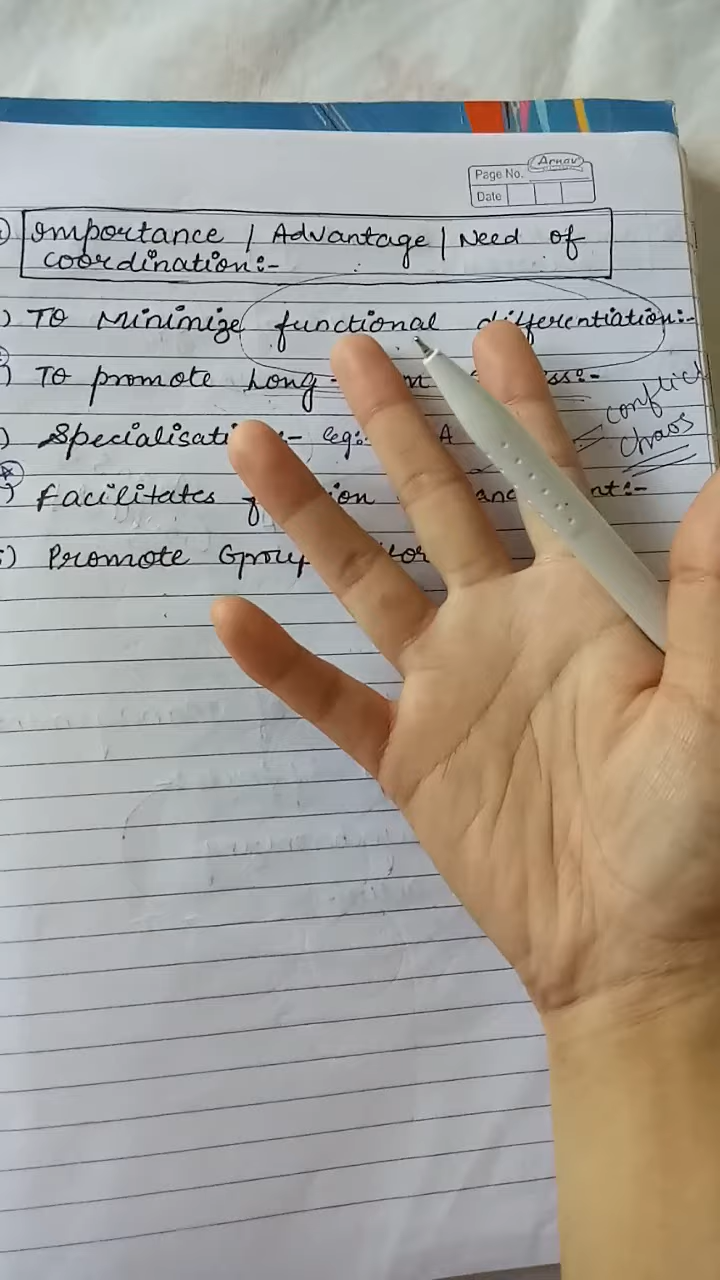 Arnav
Page No.
Date
Importance / Advantage / Need of
coordination:-
) To Minimize functional differentiation:-
) To promote Long
) Specialisati :- eg:- A
conflict
chaos
) Facilitates
) Promote Group